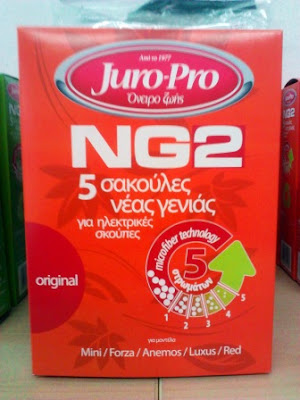 Από το 1977
Juro-Pro
Όνειρο ζωής
NG2
5 σακούλες
νέας γενιάς
για ηλεκτρικές
σκούπες
original
microfiber technology
5
στρωμάτων
1 2 3 4 5
για μοντέλα
Mini / Forza / Anemos / Luxus / Red